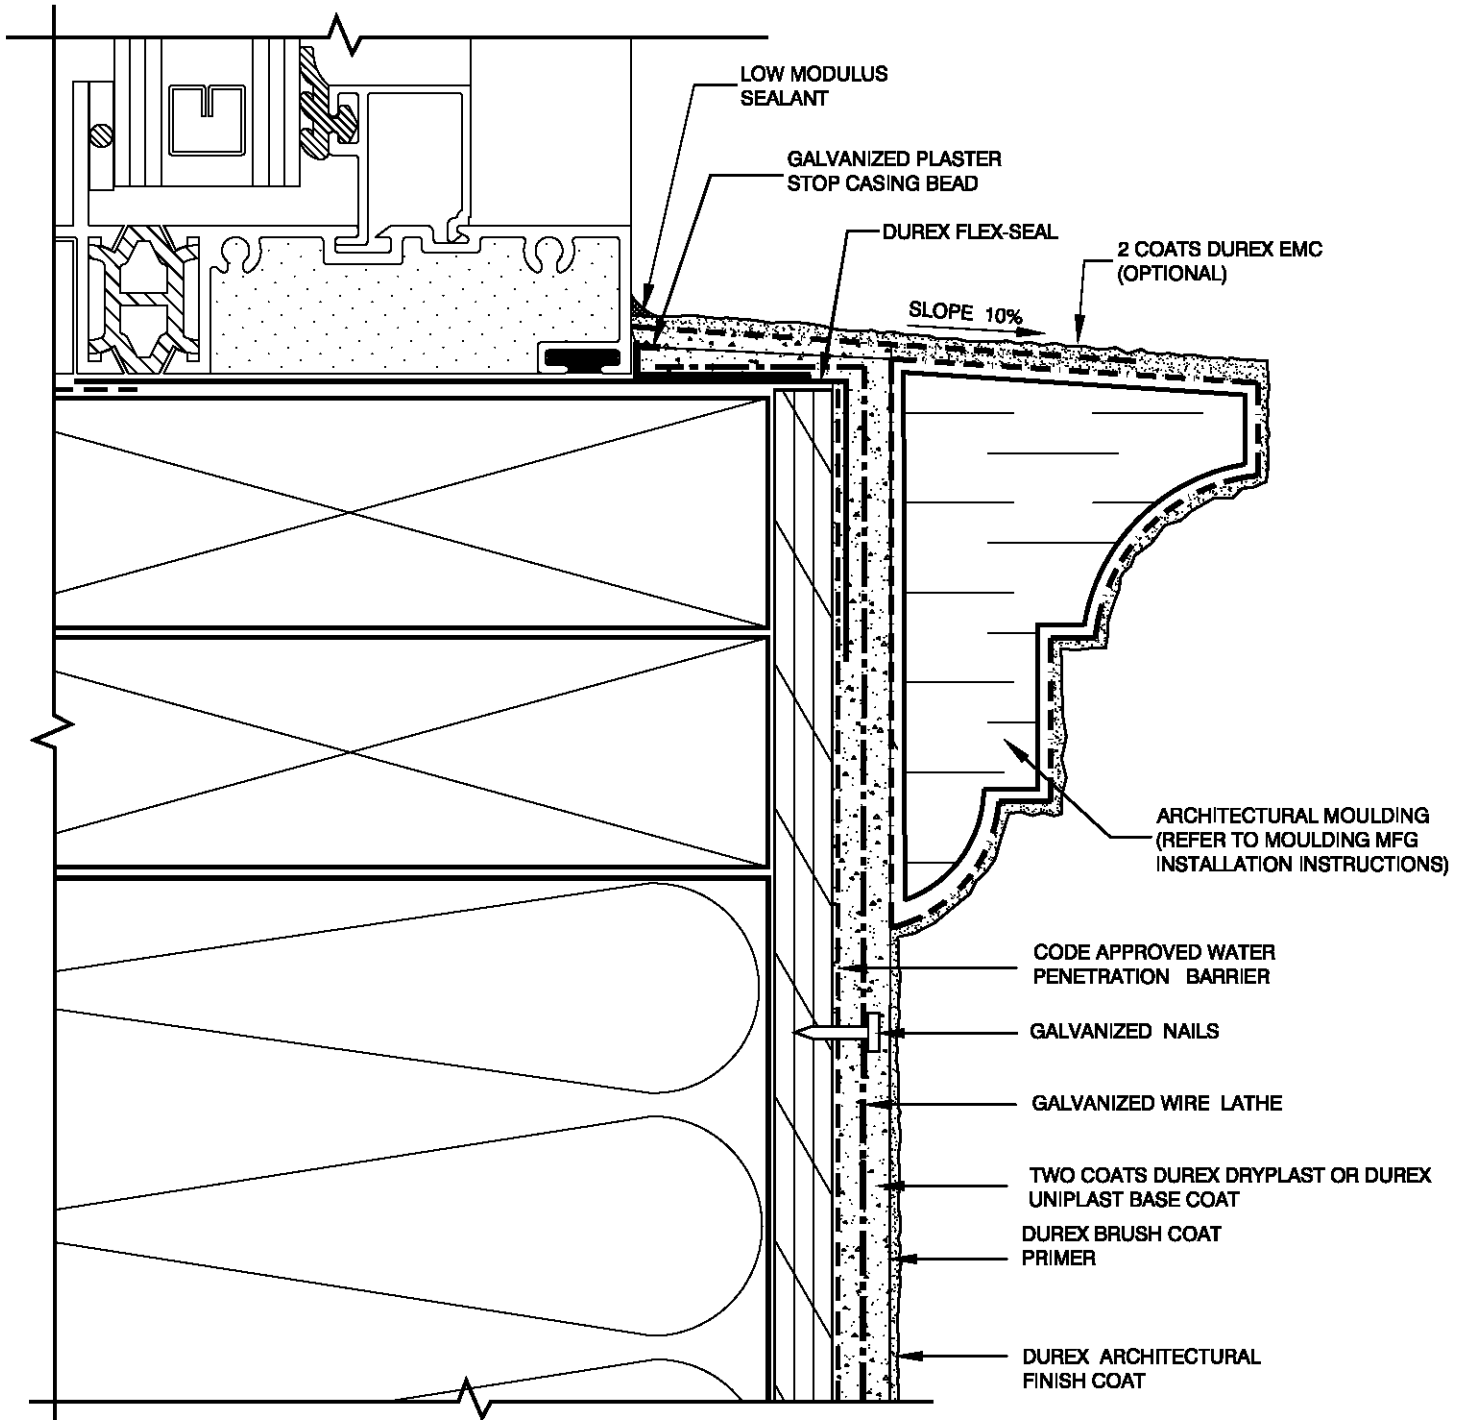 LOW MODULUS
SEALANT
GALVANIZED PLASTER
STOP CASING BEAD
DUREX FLEX-SEAL
2 COATS DUREX EMC
(OPTIONAL)
SLOPE 10%
ARCHITECTURAL MOULDING
(REFER TO MOULDING MFG
INSTALLATION INSTRUCTIONS)
CODE APPROVED WATER
PENETRATION BARRIER
GALVANIZED NAILS
GALVANIZED WIRE LATHE
TWO COATS DUREX DRYPLAST OR DUREX
UNIPLAST BASE COAT
DUREX BRUSH COAT
PRIMER
DUREX ARCHITECTURAL
FINISH COAT